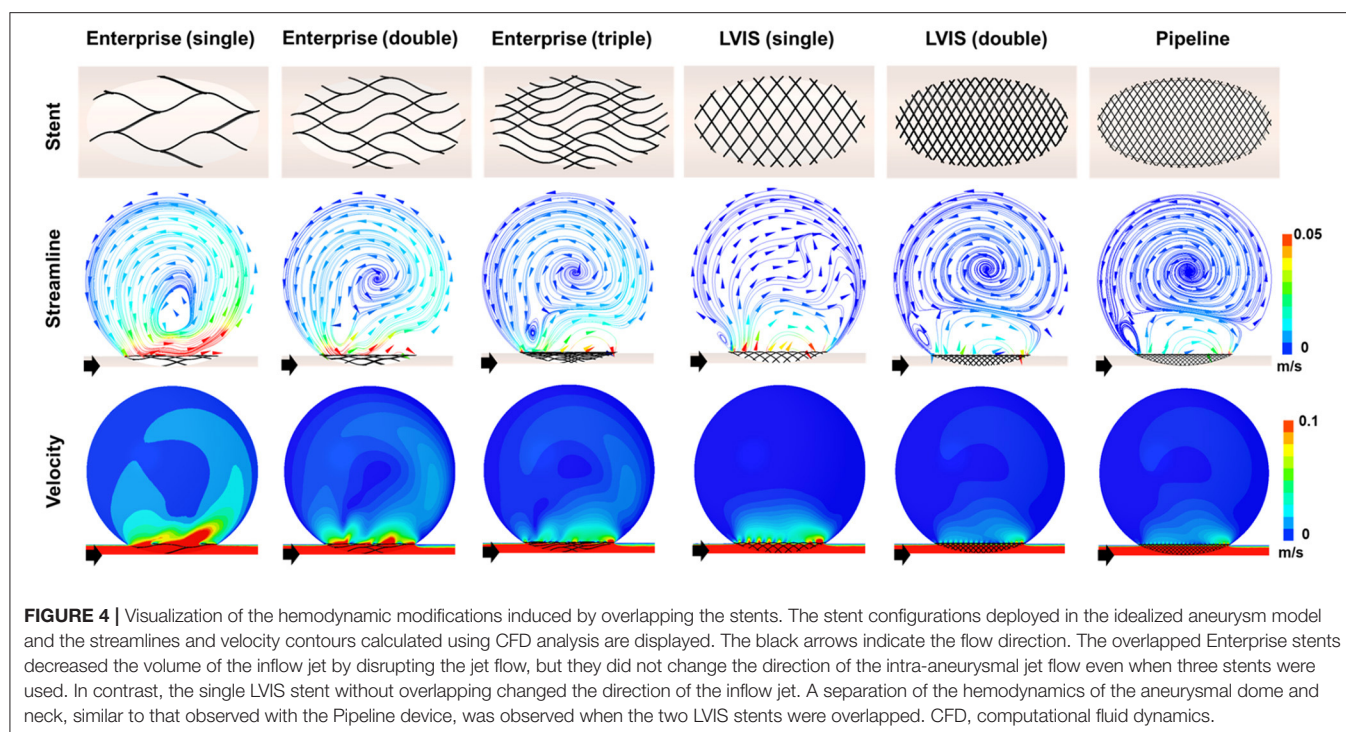 Enterprise (single) Enterprise (double) Enterprise (triple) LVIS (single) LVIS (double) Pipeline
Stent
Streamline
0.05
0
m/s
Velocity
0.1
0
m/s
FIGURE 4 | Visualization of the hemodynamic modifications induced by overlapping the stents. The stent configurations deployed in the idealized aneurysm model
and the streamlines and velocity contours calculated using CFD analysis are displayed. The black arrows indicate the flow direction. The overlapped Enterprise stents
decreased the volume of the inflow jet by disrupting the jet flow, but they did not change the direction of the intra-aneurysmal jet flow even when three stents were
used. In contrast, the single LVIS stent without overlapping changed the direction of the inflow jet. A separation of the hemodynamics of the aneurysmal dome and
neck, similar to that observed with the Pipeline device, was observed when the two LVIS stents were overlapped. CFD, computational fluid dynamics.